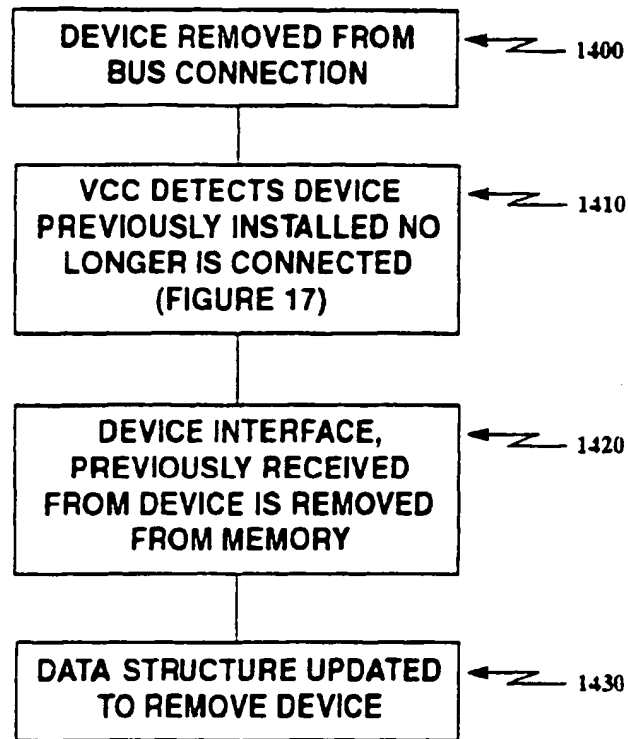 DEVICE REMOVED FROM
BUS CONNECTION
1400
VCC DETECTS DEVICE
PREVIOUSLY INSTALLED NO
LONGER IS CONNECTED
(FIGURE 17)
1410
DEVICE INTERFACE,
PREVIOUSLY RECEIVED
FROM DEVICE IS REMOVED
FROM MEMORY
1420
DATA STRUCTURE UPDATED
TO REMOVE DEVICE
1430